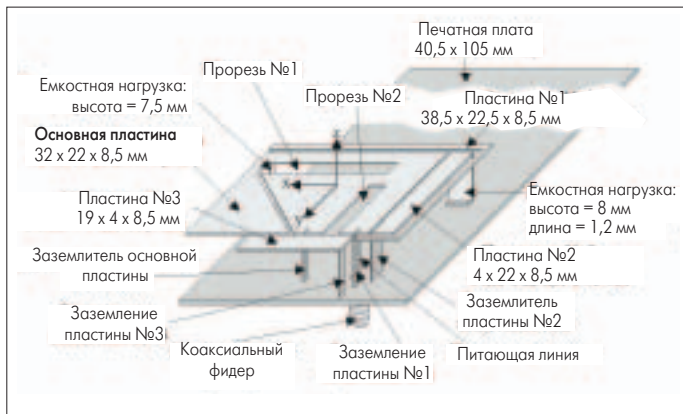 Печатная плата
40,5 x 105 мм
Прорезь №1
Емкостная нагрузка:
высота = 7,5 мм
Прорезь №2
Пластина №1
38,5 x 22,5 x 8,5 мм
Основная пластина
32 x 22 x 8,5 мм
z
x
y
Пластина №3
19 x 4 x 8,5 мм
Емкостная нагрузка:
высота = 8 мм
длина = 1,2 мм
Заземлитель основной
пластины
Пластина №2
4 x 22 x 8,5 мм
Заземление
пластины №3
Заземлитель
пластины №2
Коаксиальный
фидер
Заземление
пластины №1
Питающая линия